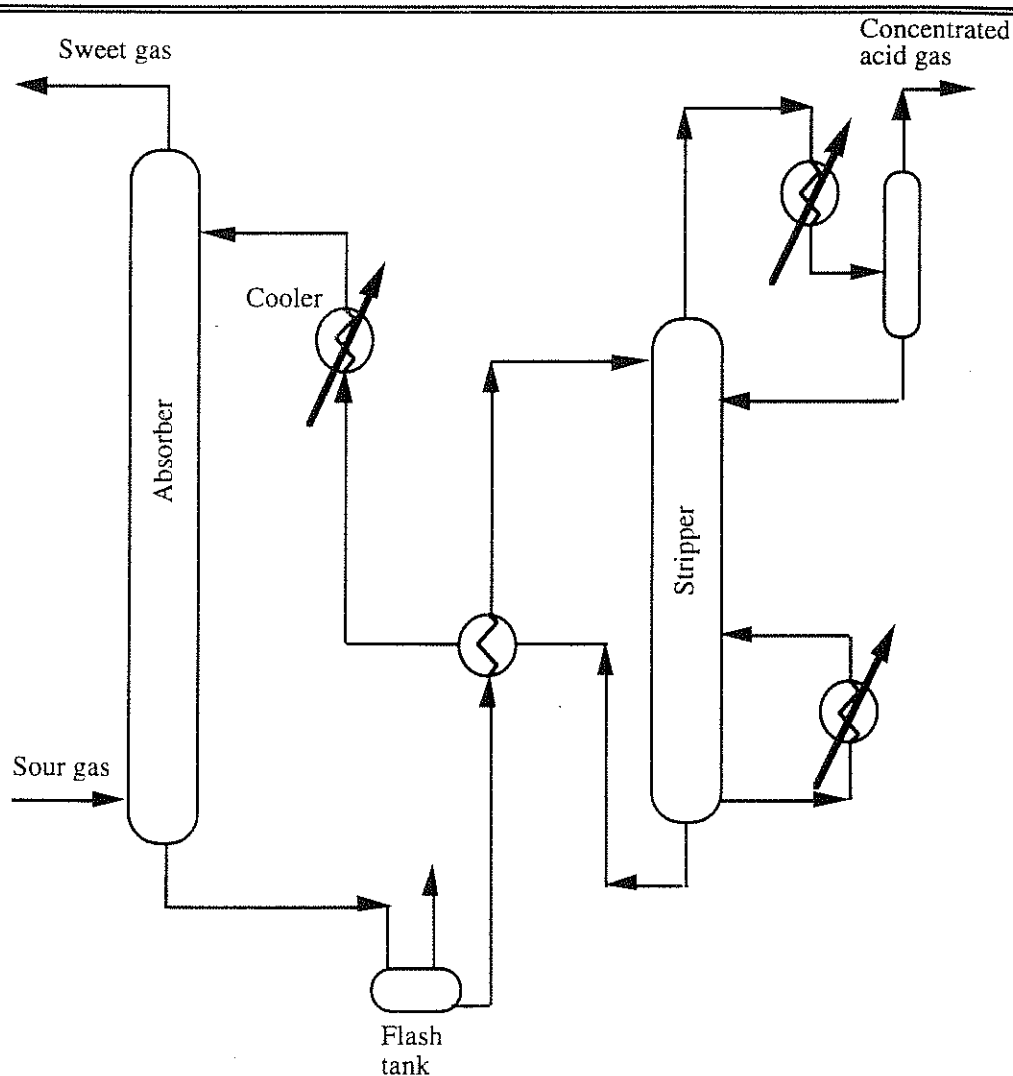 Sweet gas
Concentrated
acid gas
Cooler
Absorber
Stripper
Sour gas
Flash
tank